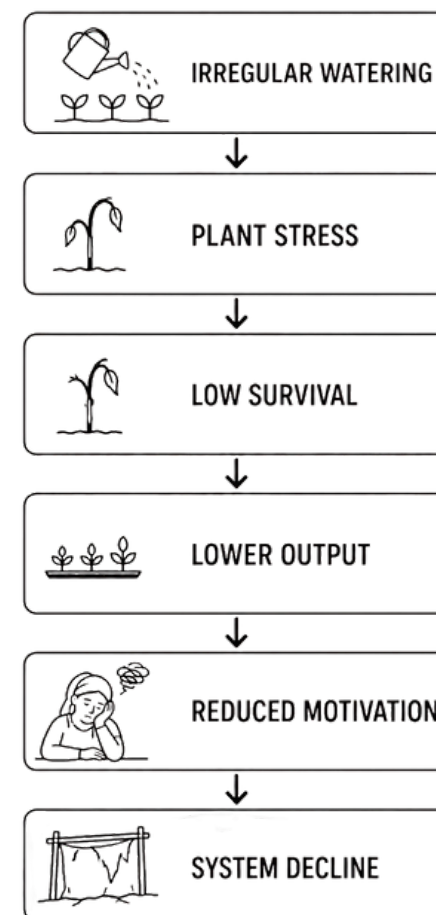 IRREGULAR WATERING
PLANT STRESS
LOW SURVIVAL
LOWER OUTPUT
REDUCED MOTIVATION
SYSTEM DECLINE